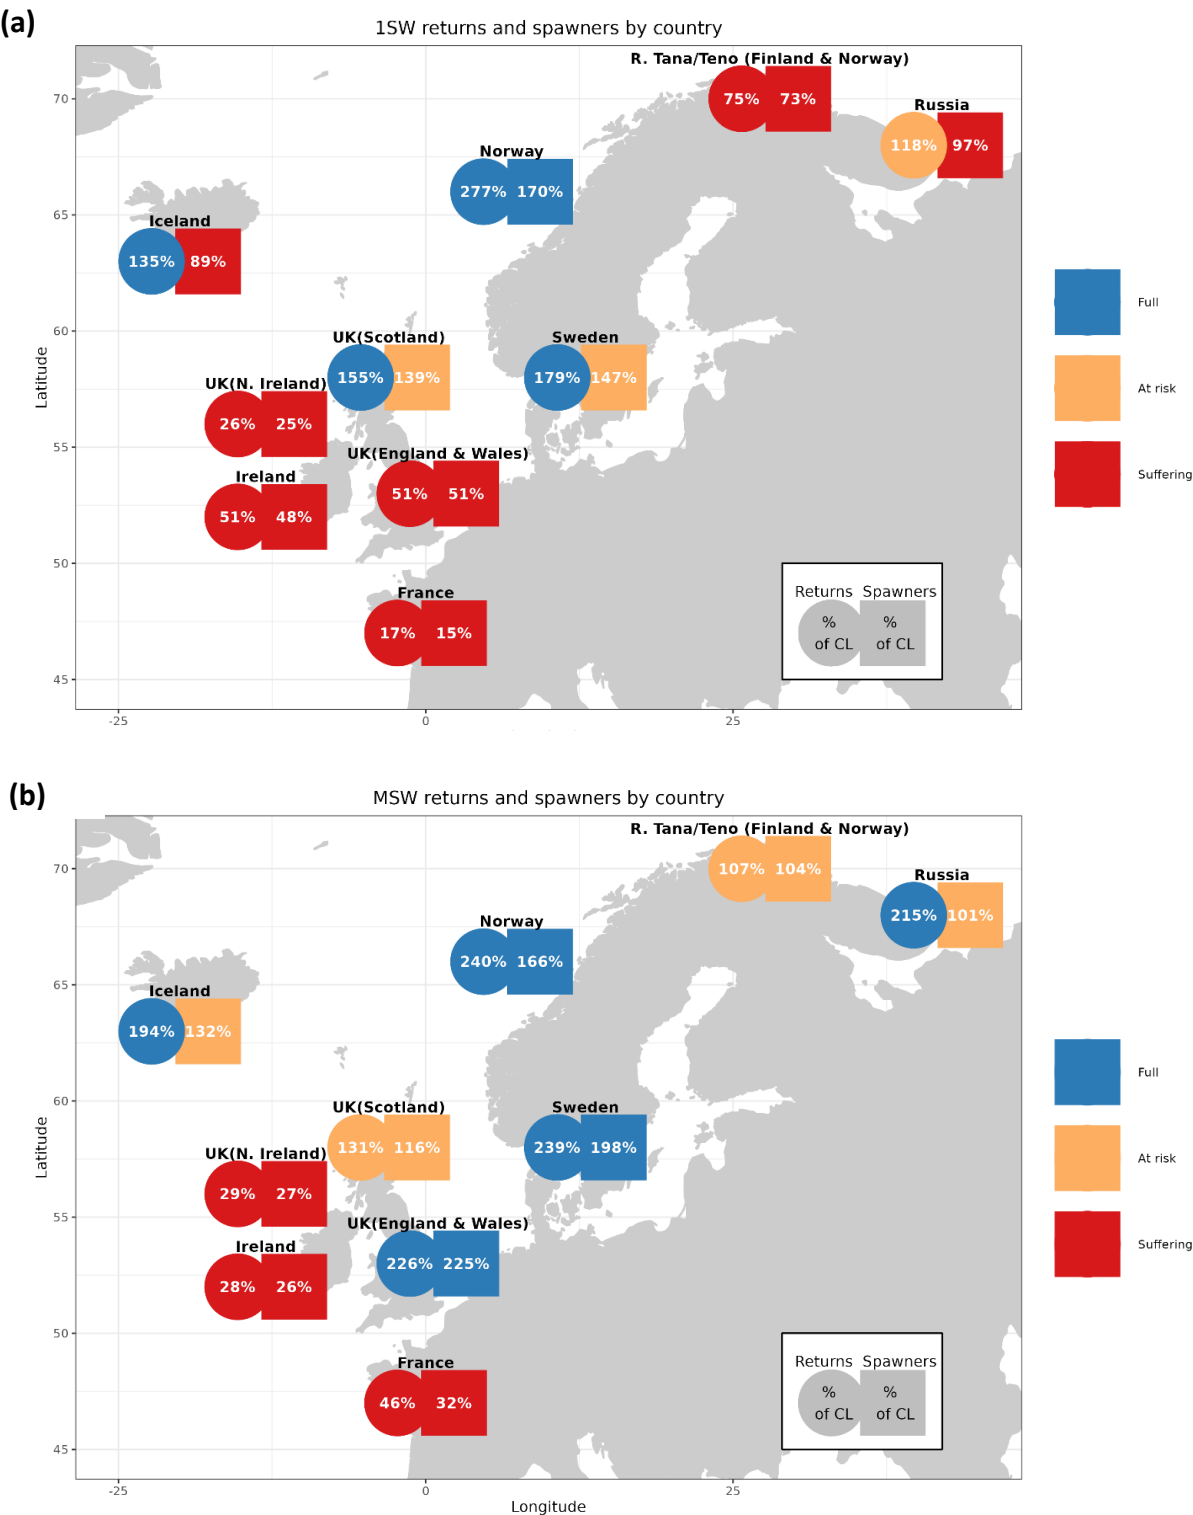 (a)
1SW returns and spawners by country
R. Tana/Teno (Finland & Norway)
75% 73%
Russia
118% 97%
Norway
277% 170%
Iceland
135% 89%
UK(Scotland)
155% 139%
Sweden
179% 147%
UK(N. Ireland)
26% 25%
UK(England & Wales)
51% 51%
Ireland
51% 48%
France
17% 15%
Returns Spawners
% %
of CL of CL
70
65
60
55
50
45
Latitude
-25 0 25
Full
At risk
Suffering
(b)
MSW returns and spawners by country
R. Tana/Teno (Finland & Norway)
107% 104%
Russia
215% 101%
Norway
240% 166%
Iceland
194% 132%
UK(Scotland)
131% 116%
Sweden
239% 198%
UK(N. Ireland)
29% 27%
UK(England & Wales)
226% 225%
Ireland
28% 26%
France
46% 32%
Returns Spawners
% %
of CL of CL
70
65
60
55
50
45
Latitude
-25 0 25
Longitude
Full
At risk
Suffering